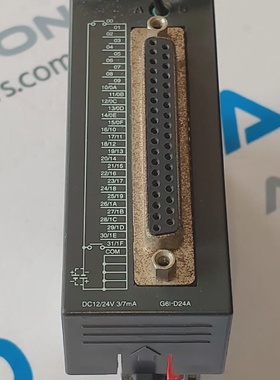 00
01
02
03
04
05
06
07
08
09
10/0A
11/0B
12/0C
13/0D
14/0E
15/0F
16/10
17/11
18/12
19/13
20/14
21/15
22/16
23/17
24/18
25/19
26/1A
27/1B
28/1C
29/1D
30/1E
31/1F
COM
DC12/24V 3/7mA G6I-D24A